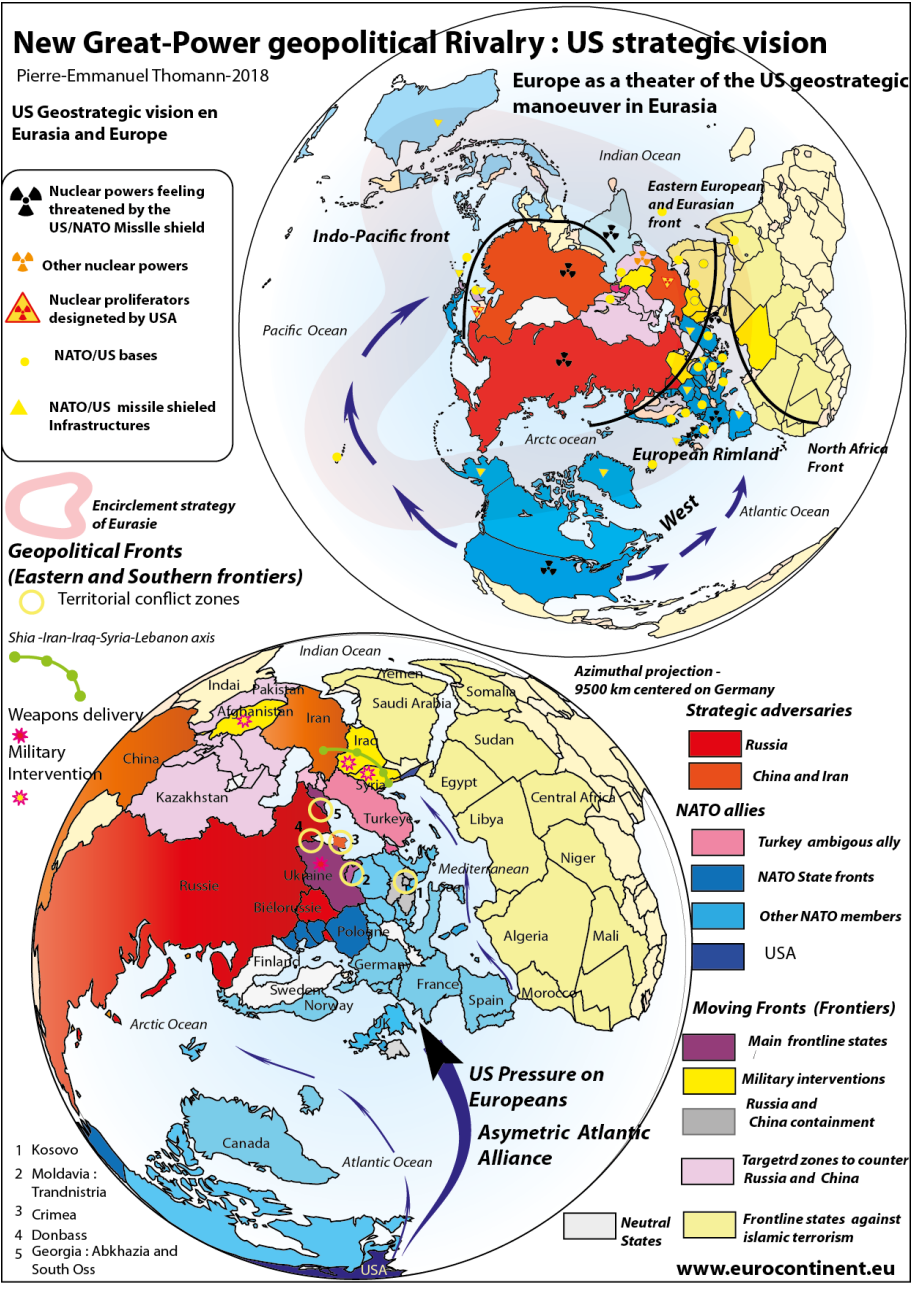 New Great-Power geopolitical Rivalry : US strategic vision
Pierre-Emmanuel Thomann-2018
US Geostrategic vision en
Eurasia and Europe
Europe as a theater of the US geostrategic
manoeuver in Eurasia
Nuclear powers feeling
threatened by the
US/NATO Misslle shield
Other nuclear powers
Nuclear proliferators
designeted by USA
NATO/US bases
NATO/US missile shieled
Infrastructures
Encirclement strategy
of Eurasie
Geopolitical Fronts
(Eastern and Southern frontiers)
Territorial conflict zones
Shia -Iran-Iraq-Syria-Lebanon axis
Weapons delivery
Military
Intervention
Indian Ocean
Eastern European
and Eurasian
front
Indo-Pacific front
Pacific Ocean
Arctc ocean
European Rimland
North Africa
Front
West
Atlantic Ocean
Indian Ocean
Azimuthal projection -
9500 km centered on Germany
Indai
Pakistan
Afghanistan
Iran
China
Kazakhstan
Iraq
Syria
Yemen
Saudi Arabia
Somalia
Sudan
Egypt
Central Africa
Libya
Turkeye
5
4
3
2
1
Niger
Mediterranean
Ukraine
Russie
Biélorussie
Pologne
Algeria
Mali
Finland
Germany
Sweden
France
Norway
Spain
Morocco
UK
Arctic Ocean
US Pressure on
Europeans
Asymetric Atlantic
Alliance
Canada
Atlantic Ocean
USA
1 Kosovo
2 Moldavia :
Trandnistria
3 Crimea
4 Donbass
5 Georgia : Abkhazia and
South Oss
Strategic adversaries
Russia
China and Iran
NATO allies
Turkey ambigous ally
NATO State fronts
Other NATO members
USA
Moving Fronts (Frontiers)
Main frontline states
Military interventions
Russia and
China containment
Targetrd zones to counter
Russia and China
Neutral
States
Frontline states against
islamic terrorism
www.eurocontinent.eu